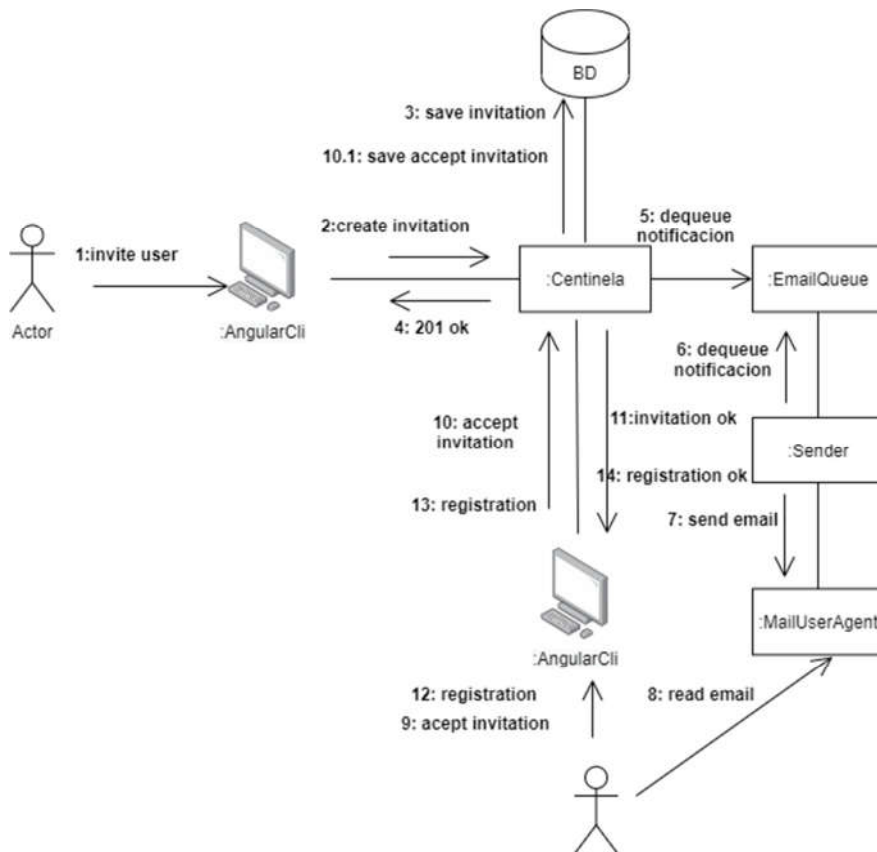 BD
3: save invitation
10.1: save accept invitation
1:invite user
2:create invitation
5: dequeue
notificacion
:Centinela
:EmailQueue
Actor
:AngularCli
4: 201 ok
6: dequeue
notificacion
10: accept
invitation
11:invitation ok
:Sender
14: registration ok
13: registration
7: send email
:MailUserAgent
:AngularCli
12: registration
8: read email
9: acept invitation